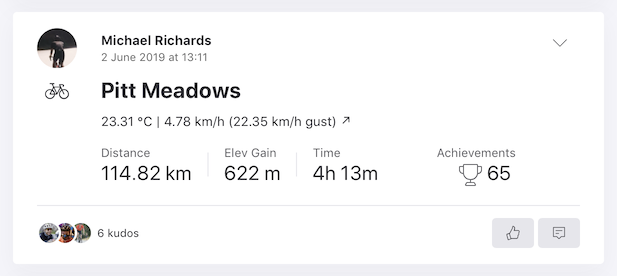 Michael Richards
2 June 2019 at 13:11
Pitt Meadows
23.31 °C | 4.78 km/h (22.35 km/h gust) ↗
Distance Elev Gain Time Achievements
114.82 km 622 m 4h 13m 65
6 kudos